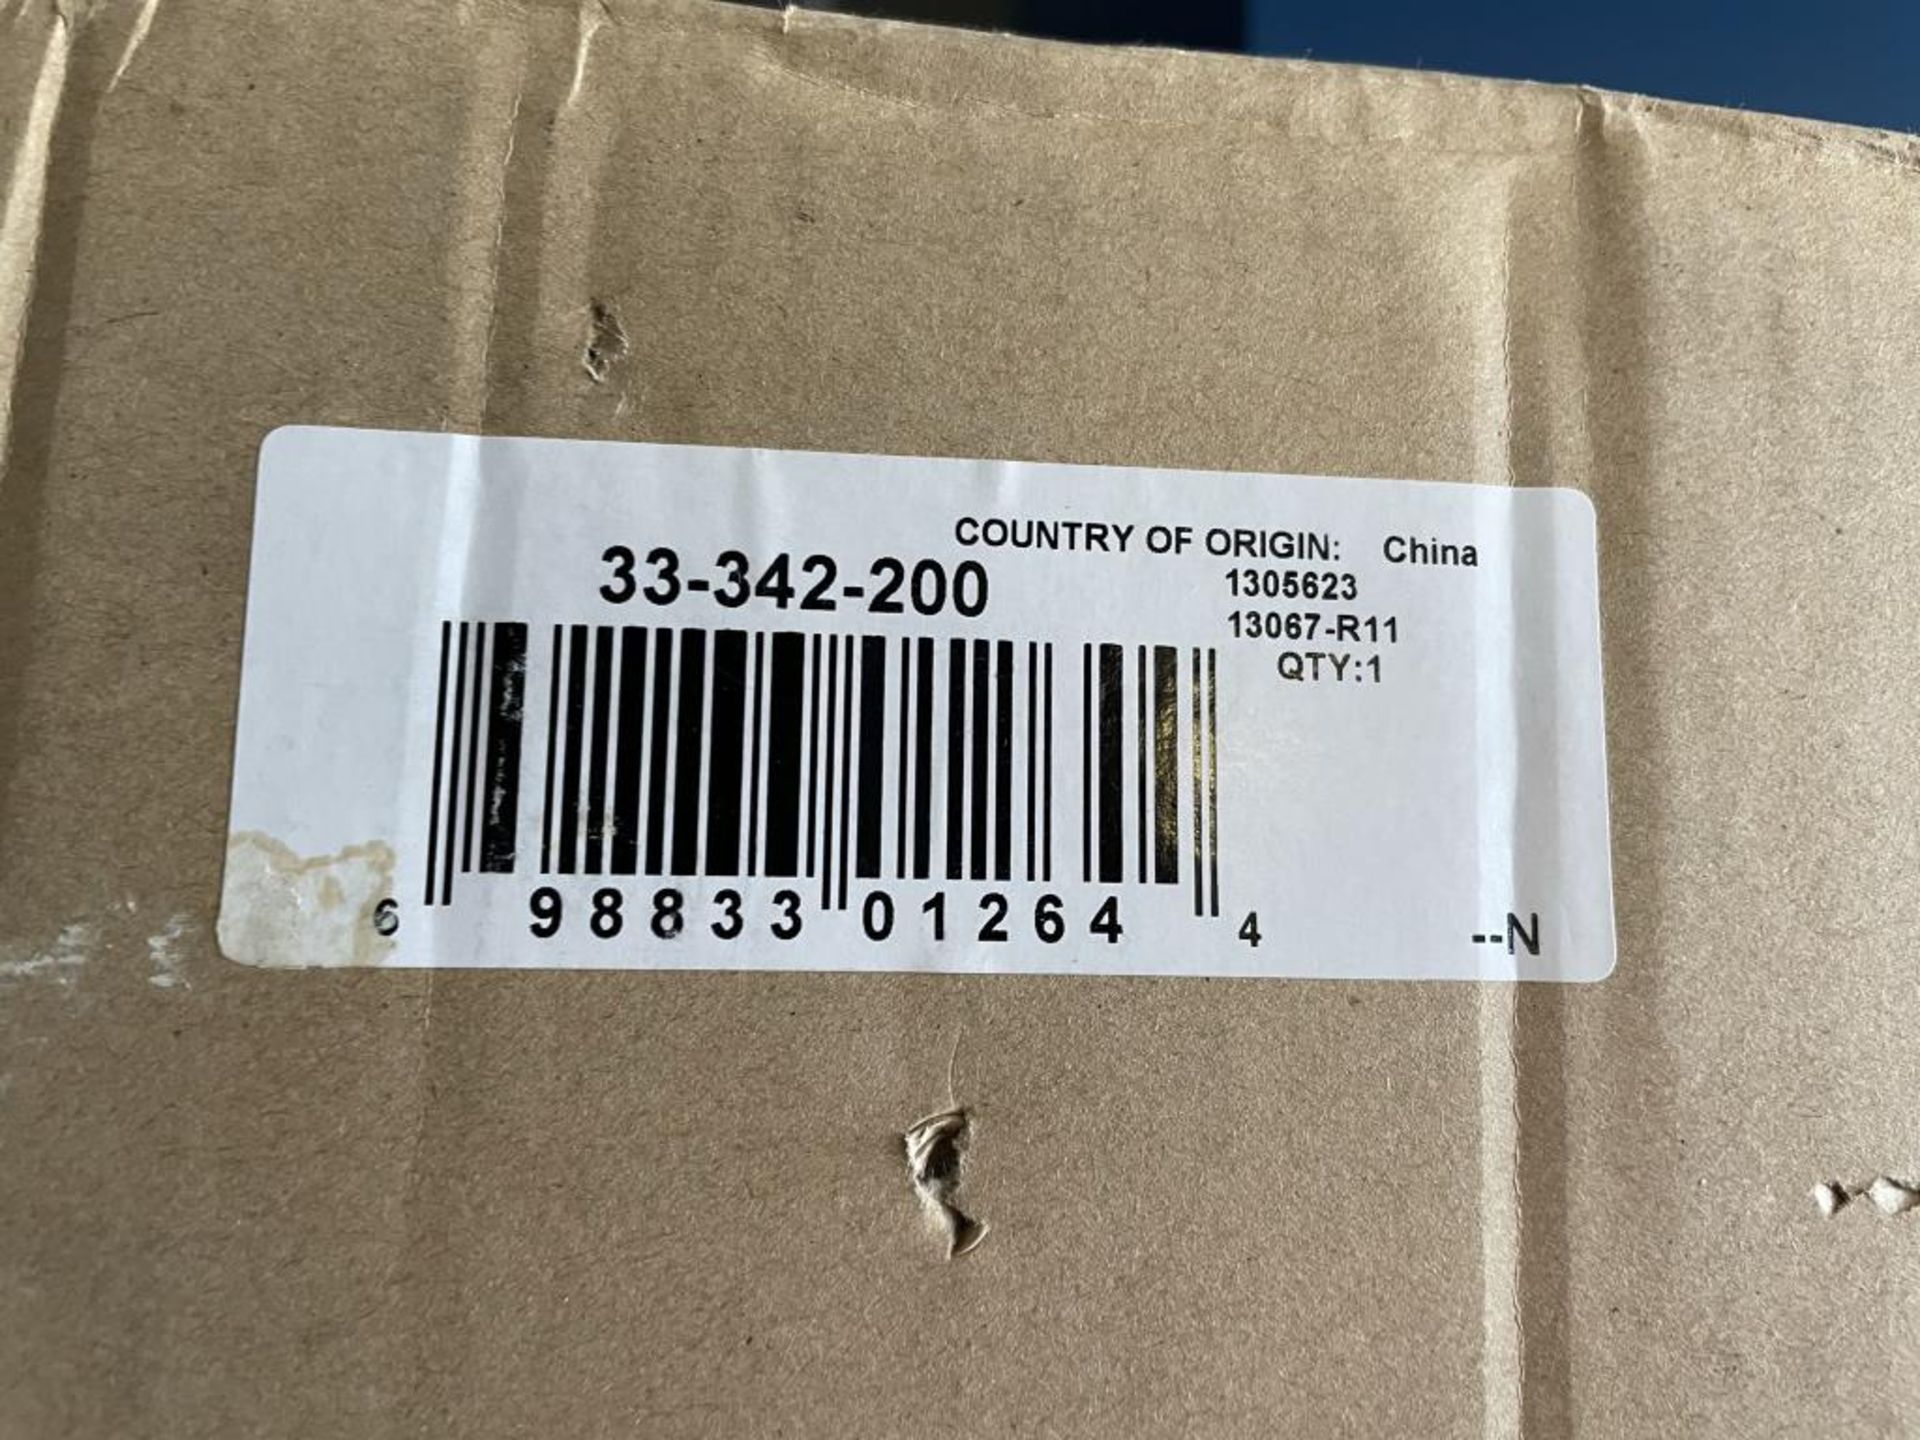 COUNTRY OF ORIGIN: China
33-342-200
1305623
13067-R11
QTY:1
6 98833 01264 4
--N